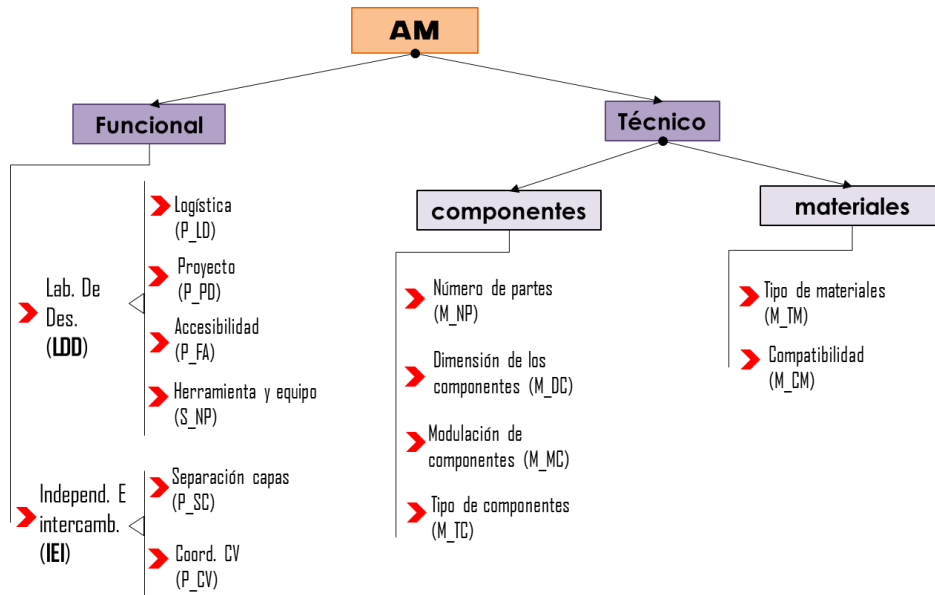 AM
Funcional
Técnico
Logística
(P_LD)
Proyecto
(P_PD)
Accesibilidad
(P_FA)
Herramienta y equipo
(S_NP)
Lab. De
Des.
(LDD)
Separación capas
(P_SC)
Coord. CV
(P_CV)
Independ. E
intercamb.
(IEI)
componentes
Número de partes
(M_NP)
Dimensión de los
componentes (M_DC)
Modulación de
componentes (M_MC)
Tipo de componentes
(M_TC)
materiales
Tipo de materiales
(M_TM)
Compatibilidad
(M_CM)